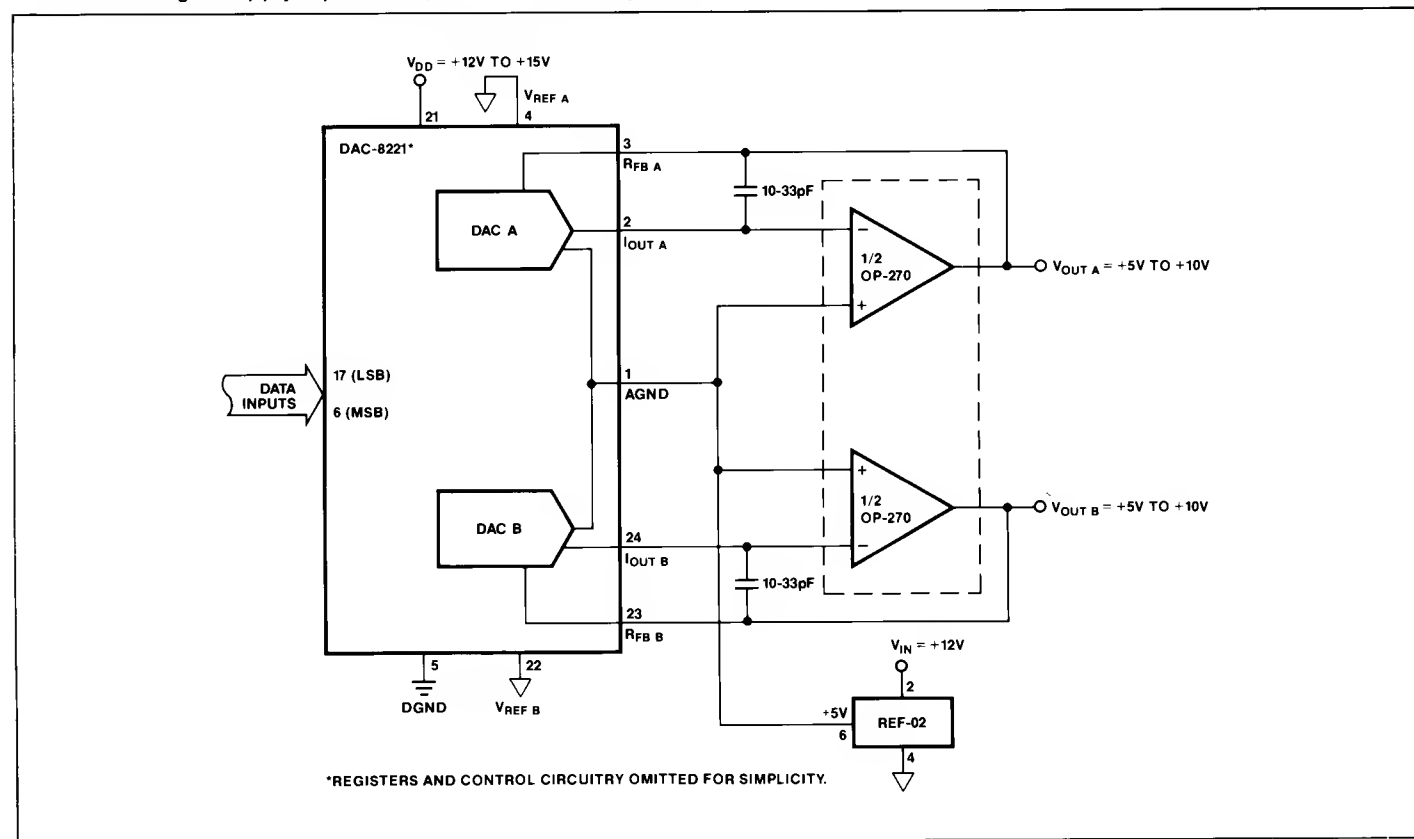 V_DD = +12V TO +15V
V_REF A
21
4
DAC-8221*
3
R_FB A
10-33pF
DAC A
2
I_OUT A
−
1/2
OP-270
+
V_OUT A = +5V TO +10V
DATA
INPUTS
17 (LSB)
6 (MSB)
1
AGND
DAC B
+
1/2
OP-270
−
V_OUT B = +5V TO +10V
24
I_OUT B
10-33pF
23
R_FB B
V_IN = +12V
2
5
22
DGND
V_REF B
+5V
6
REF-02
4
*REGISTERS AND CONTROL CIRCUITRY OMITTED FOR SIMPLICITY.